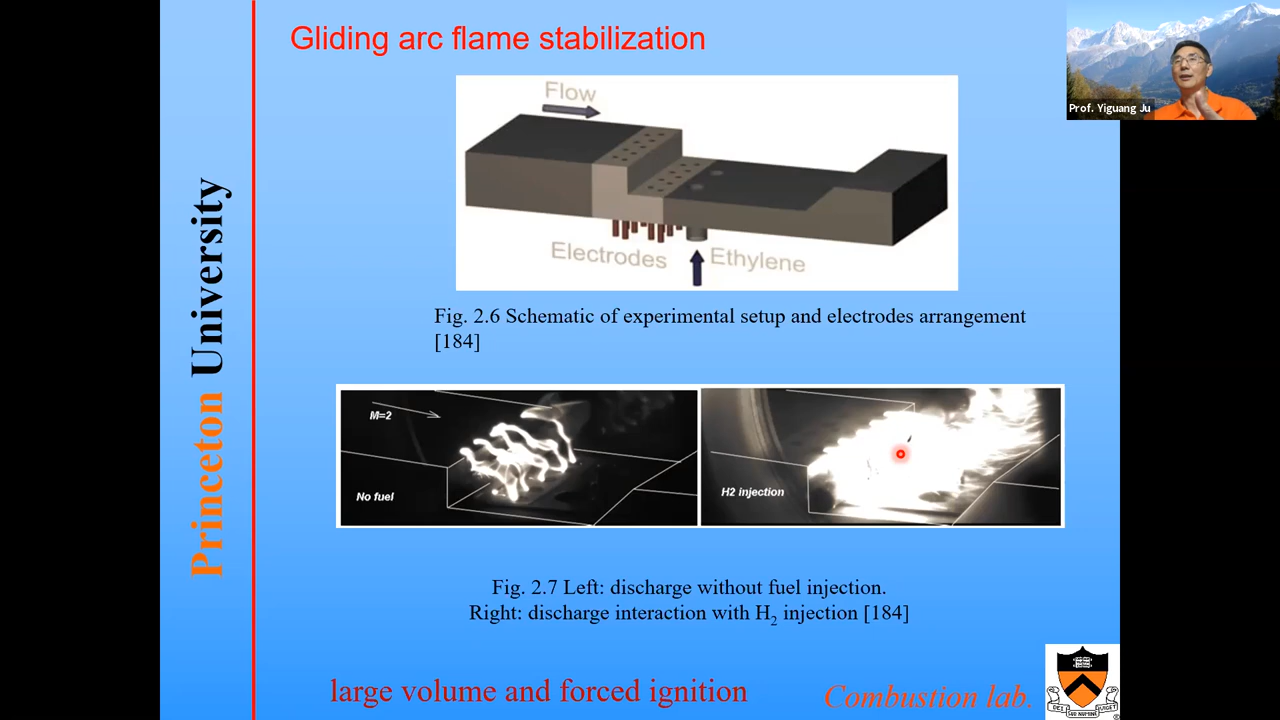 Gliding arc flame stabilization
Prof. Yiguang Ju
Flow
Electrodes
Ethylene
Fig. 2.6 Schematic of experimental setup and electrodes arrangement
[184]
M=2
No fuel
H2 injection
Fig. 2.7 Left: discharge without fuel injection.
Right: discharge interaction with H2 injection [184]
large volume and forced ignition
Combustion lab.
Princeton University